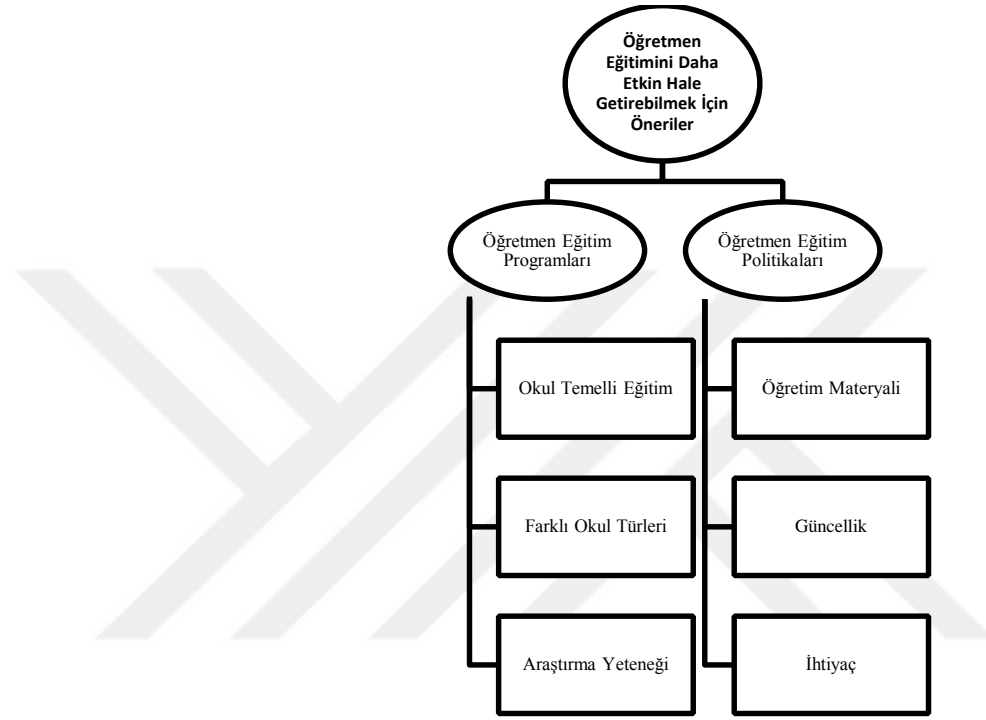 Öğretmen
Eğitimini Daha
Etkin Hale
Getirebilmek İçin
Öneriler
Öğretmen Eğitim
Programları
Öğretmen Eğitim
Politikaları
Okul Temelli Eğitim
Öğretim Materyali
Farklı Okul Türleri
Güncellik
Araştırma Yeteneği
İhtiyaç